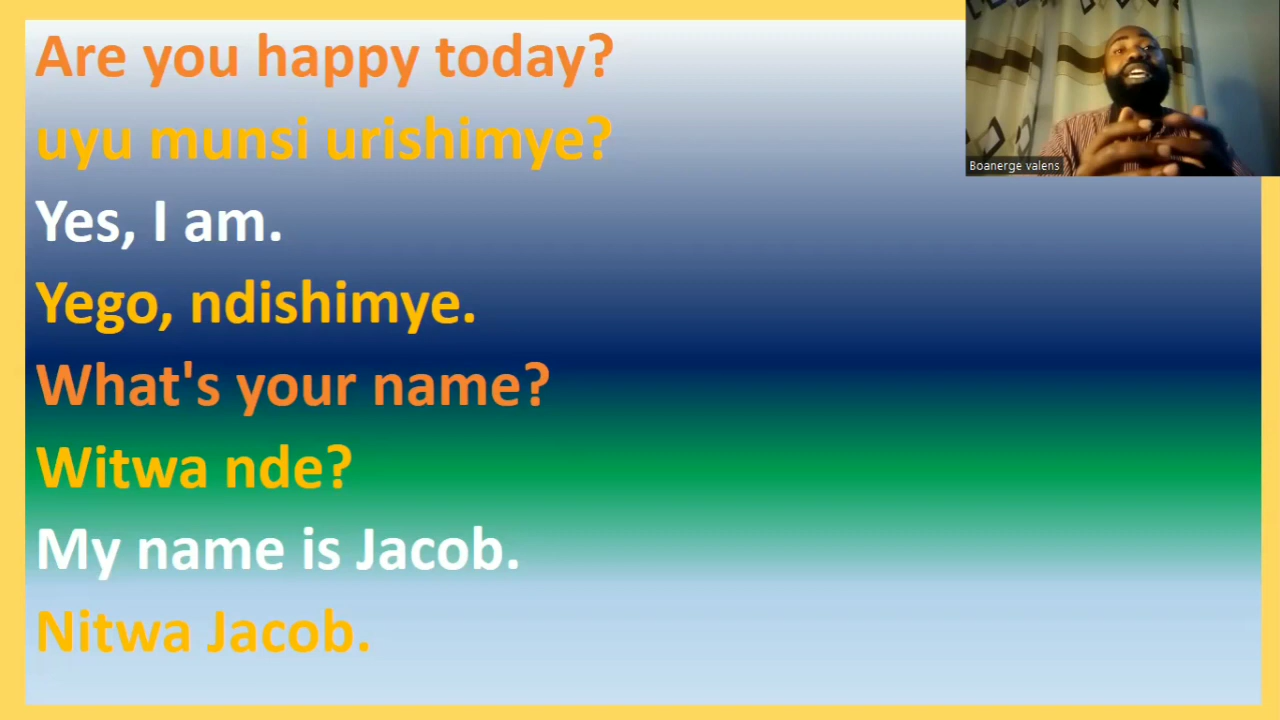 Are you happy today?
uyu munsi urishimye?
Yes, I am.
Yego, ndishimye.
What's your name?
Witwa nde?
My name is Jacob.
Nitwa Jacob.
Boanerge valens